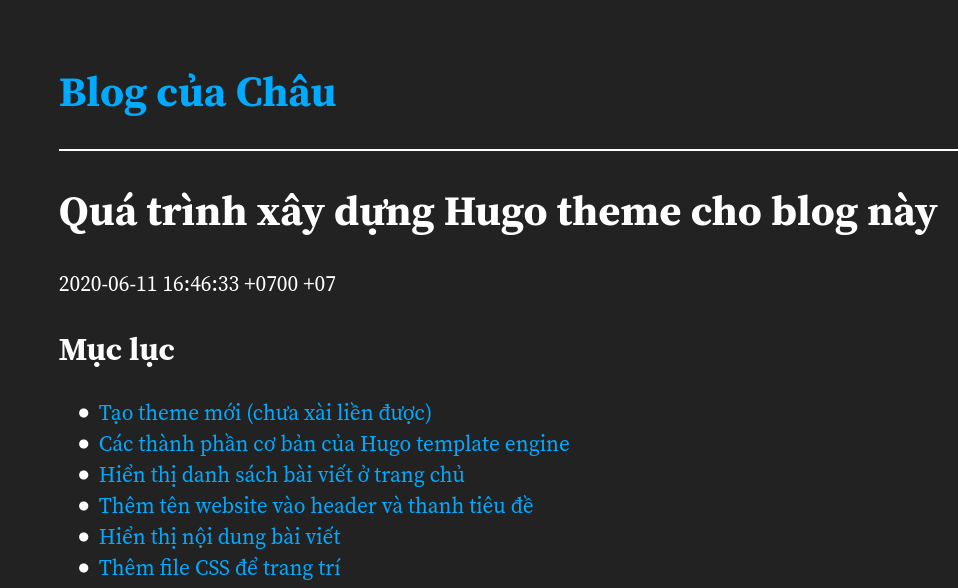 Blog của Châu
Quá trình xây dựng Hugo theme cho blog này
2020-06-11 16:46:33 +0700 +07
Mục lục
Tạo theme mới (chưa xài liền được)
Các thành phần cơ bản của Hugo template engine
Hiển thị danh sách bài viết ở trang chủ
Thêm tên website vào header và thanh tiêu đề
Hiển thị nội dung bài viết
Thêm file CSS để trang trí